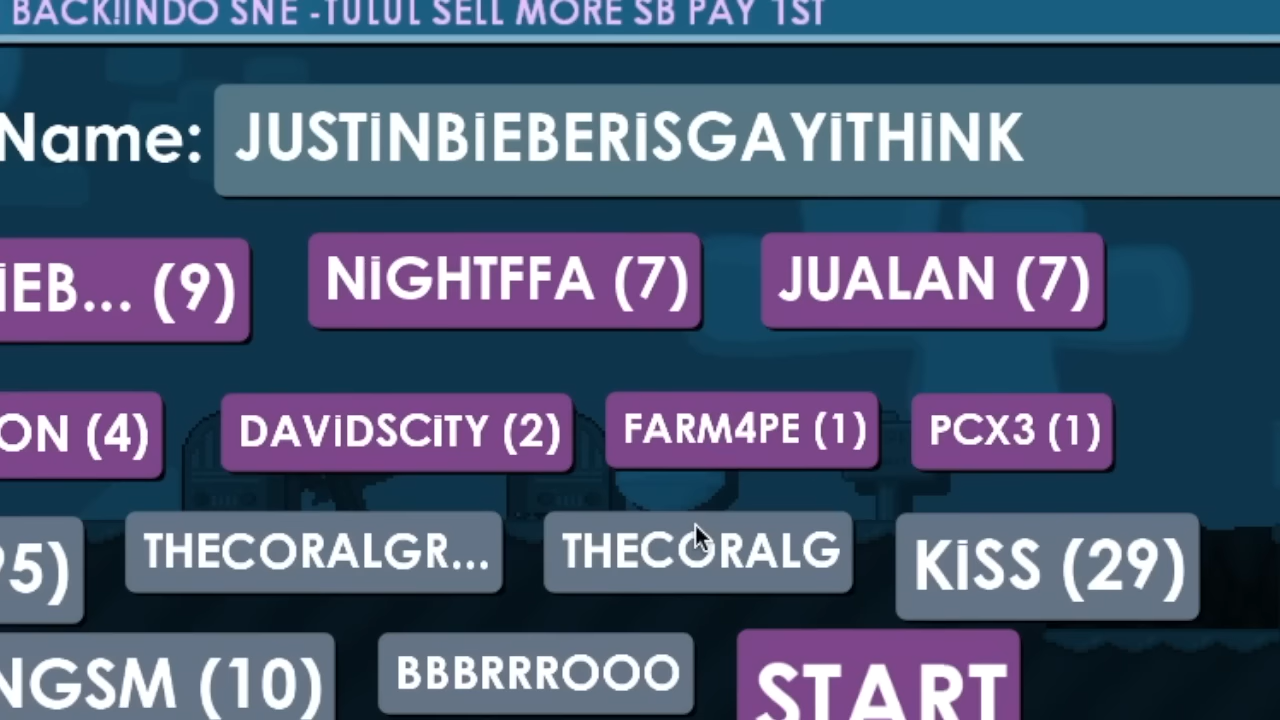 BACK!INDO SNE -TULUL SELL MORE SB PAY 1ST
Name: JUSTiNBiEBERiSGAYiTHiNK
iEB... (9) NiGHTFFA (7) JUALAN (7)
ON (4) DAViDSCiTY (2) FARM4PE (1) PCX3 (1)
95) THECORALGR... THECORALG KiSS (29)
NGSM (10) BBBRRROOO START